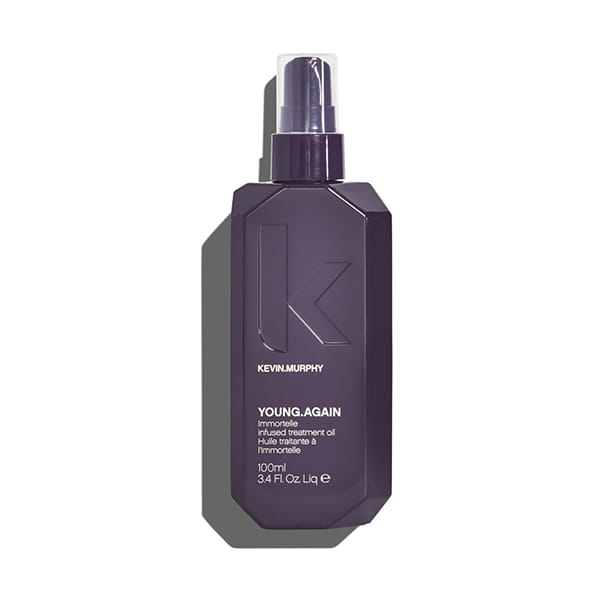 K
KEVIN.MURPHY
YOUNG.AGAIN
Immortelle
infused treatment oil
Huile traitante à
l'immortelle
100ml
3.4 Fl. Oz. Liq ℮